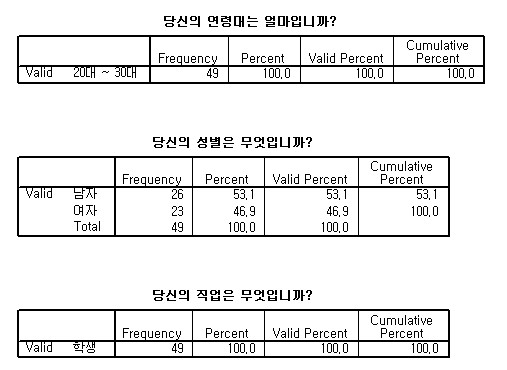 당신의 연령대는 얼마입니까?
Frequency Percent Valid Percent Cumulative Percent
Valid 20대 ~ 30대 49 100,0 100,0 100,0
당신의 성별은 무엇입니까?
Frequency Percent Valid Percent Cumulative Percent
Valid 남자 26 53,1 53,1 53,1
여자 23 46,9 46,9 100,0
Total 49 100,0 100,0
당신의 직업은 무엇입니까?
Frequency Percent Valid Percent Cumulative Percent
Valid 학생 49 100,0 100,0 100,0